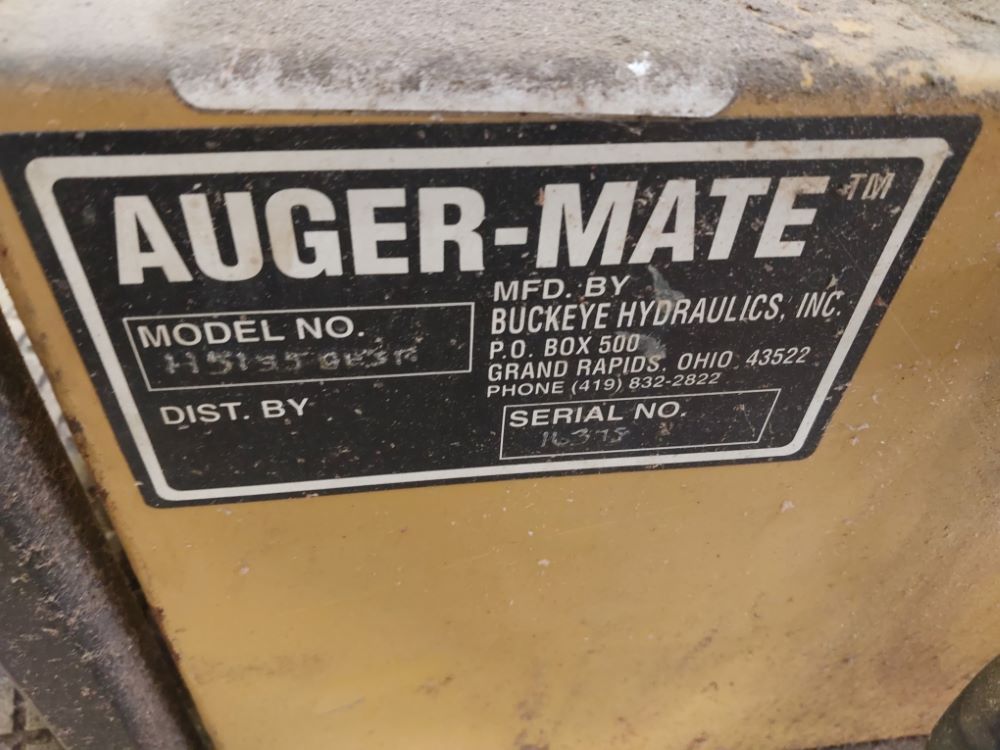 AUGER-MATE™
MODEL NO.
DIST. BY
MFD. BY
BUCKEYE HYDRAULICS, INC.
P.O. BOX 500
GRAND RAPIDS, OHIO 43522
PHONE (419) 832-2822
SERIAL NO.
16375